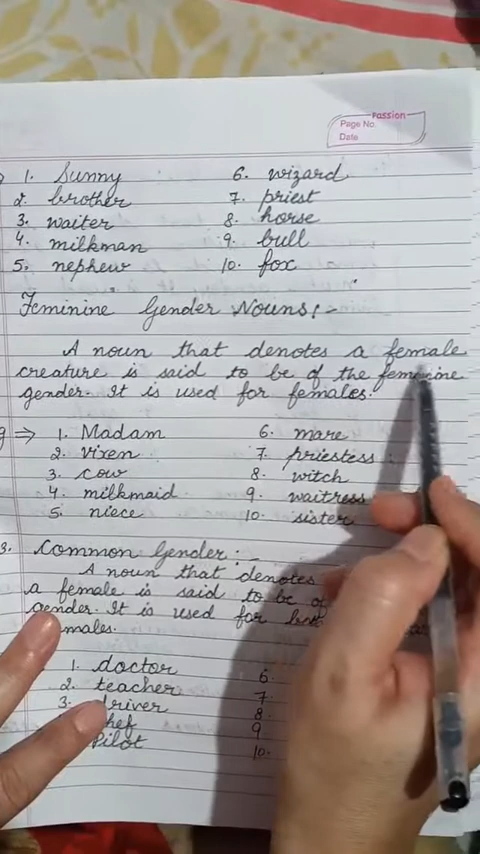 Passion
Page No.
Date
1. Sunny 6. wizard
2. brother 7. priest
3. waiter 8. horse
4. milkman 9. bull
5. nephew 10. fox
Feminine Gender Nouns:-
A noun that denotes a female
creature is said to be of the feminine
gender. It is used for females.
1. Madam 6. mare
2. vixen 7. priestess
3. cow 8. witch
4. milkmaid 9. waitress
5. niece 10. sister
3. Common Gender:-
A noun that denotes
a female is said to be of
gender. It is used for
males.
1. doctor 6.
2. teacher 7.
3. driver 8.
9.
Pilot 10.